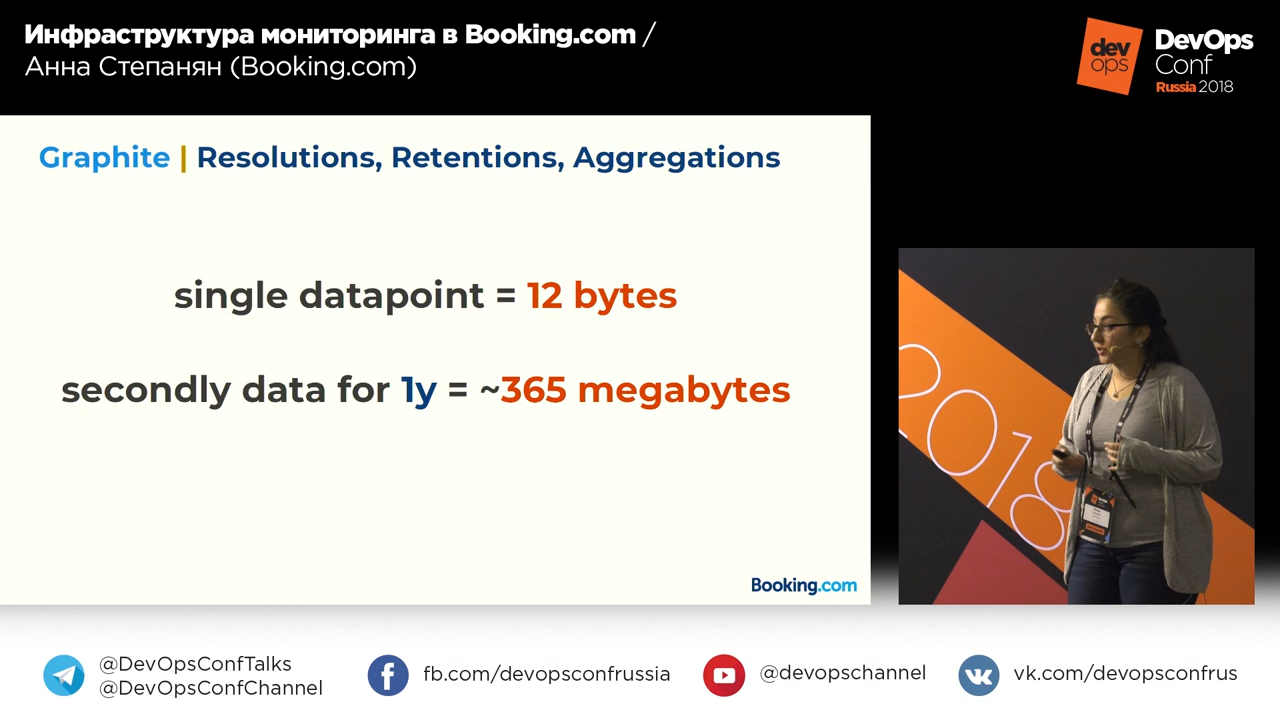 Инфраструктура мониторинга в Booking.com /
Анна Степанян (Booking.com)
dev
ops
DevOps
Conf
Russia 2018
Graphite | Resolutions, Retentions, Aggregations
single datapoint = 12 bytes
secondly data for 1y = ~365 megabytes
Booking.com
2018
@DevOpsConfTalks
@DevOpsConfChannel
fb.com/devopsconfrussia
@devopschannel
vk.com/devopsconfrus